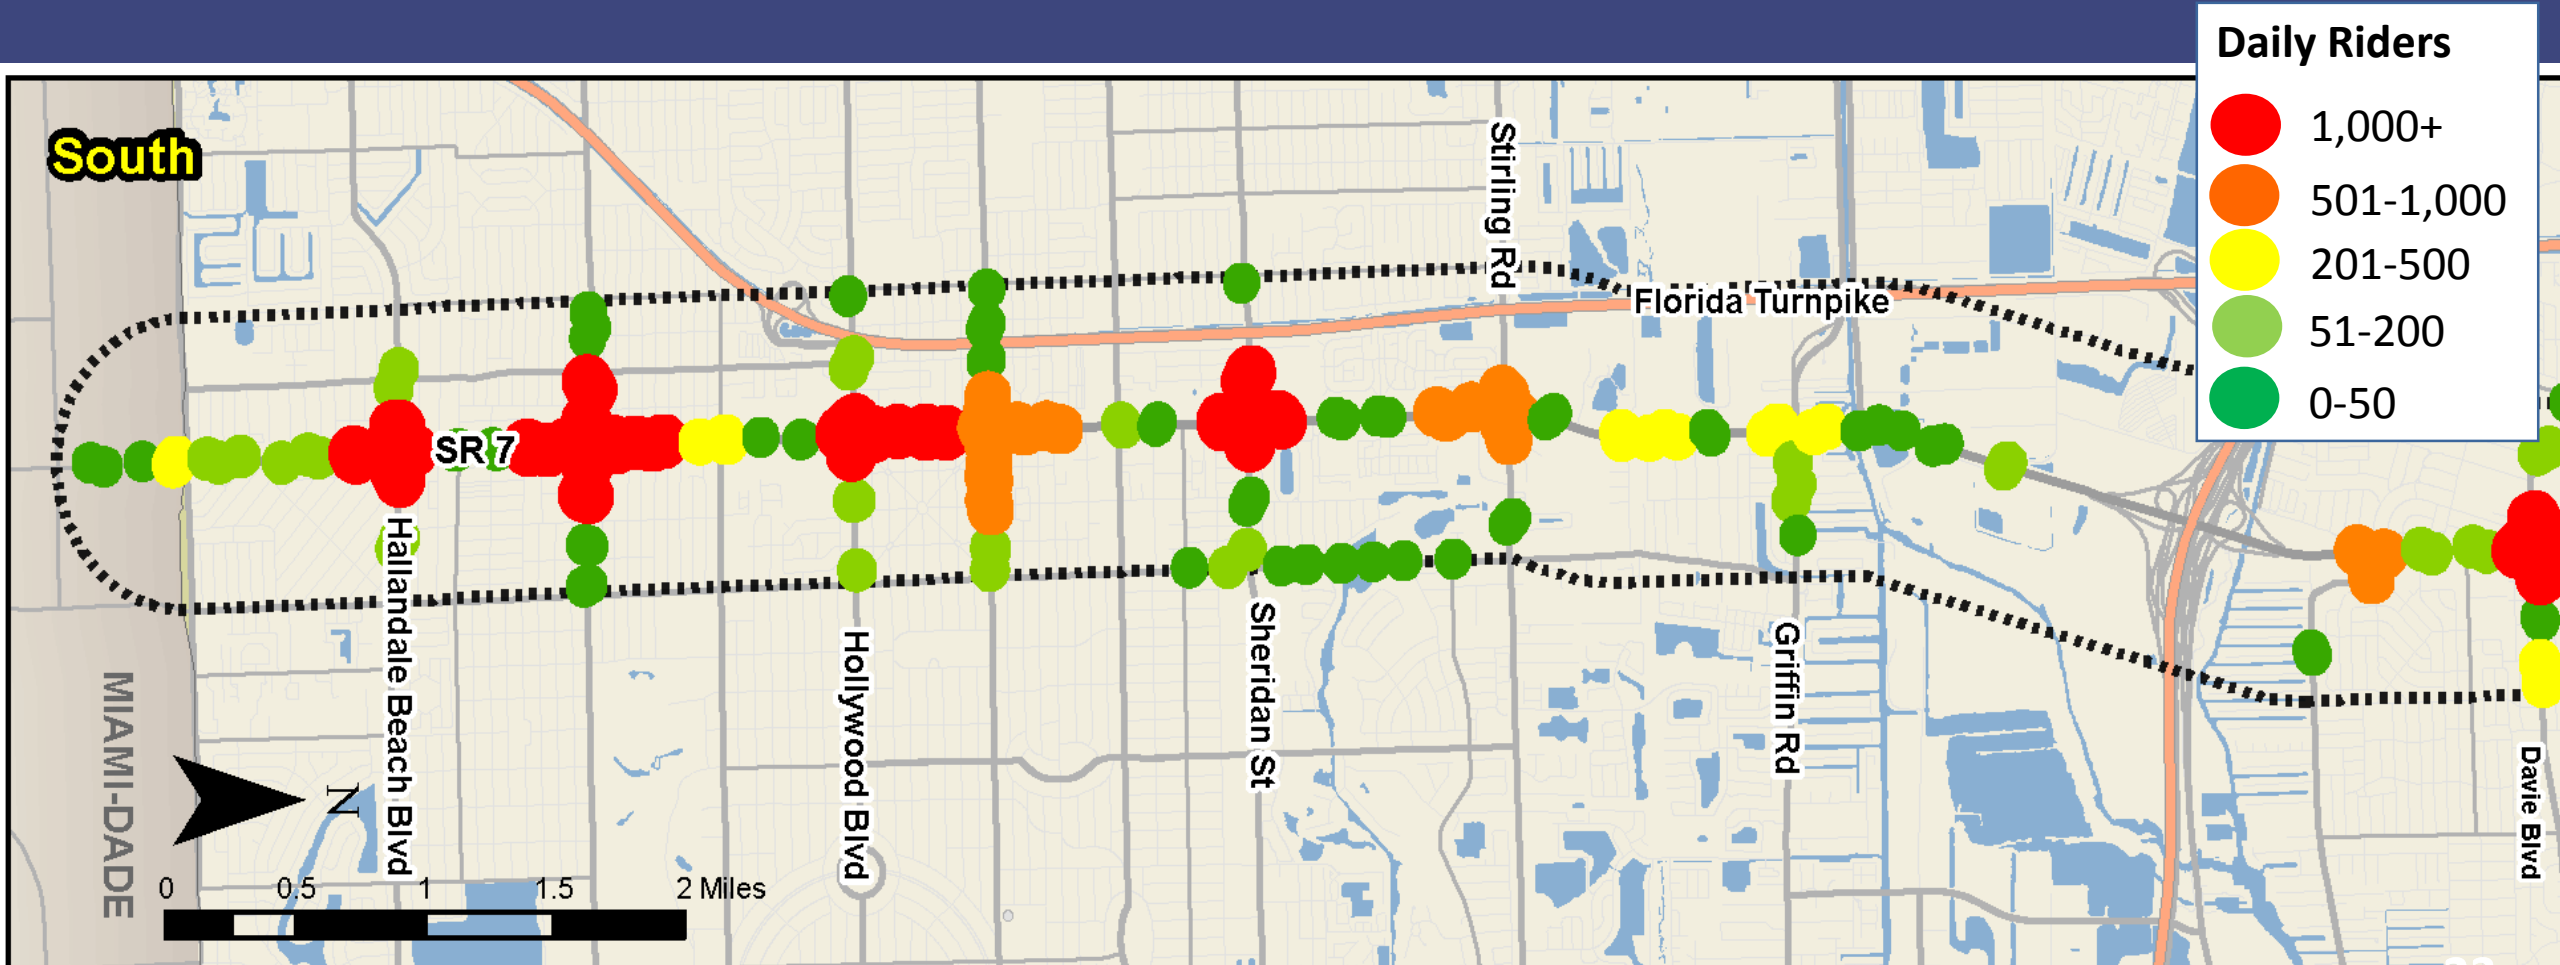 Daily Riders
1,000+
501-1,000
201-500
51-200
0-50
South
Stirling Rd
Florida Turnpike
SR 7
Hallandale Beach Blvd
Hollywood Blvd
Sheridan St
Griffin Rd
Davie Blvd
MIAMI-DADE
N
0 0.5 1 1.5 2 Miles